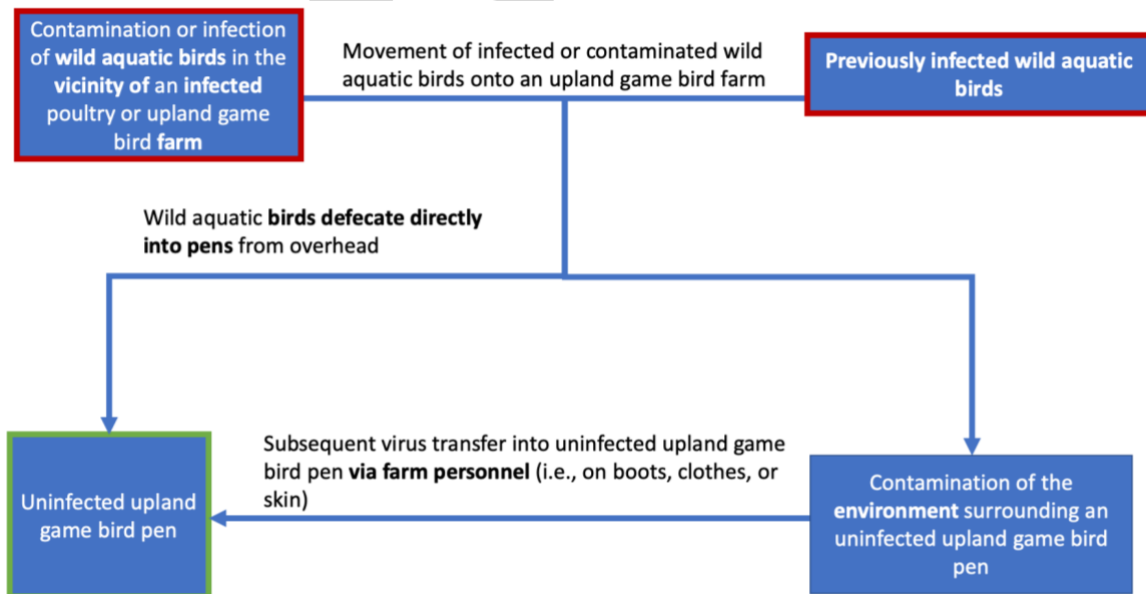 Contamination or infection
of wild aquatic birds in the
vicinity of an infected
poultry or upland game
bird farm
Movement of infected or contaminated wild
aquatic birds onto an upland game bird farm
Previously infected wild aquatic
birds
Wild aquatic birds defecate directly
into pens from overhead
Uninfected upland
game bird pen
Subsequent virus transfer into uninfected upland game
bird pen via farm personnel (i.e., on boots, clothes, or
skin)
Contamination of the
environment surrounding an
uninfected upland game bird
pen